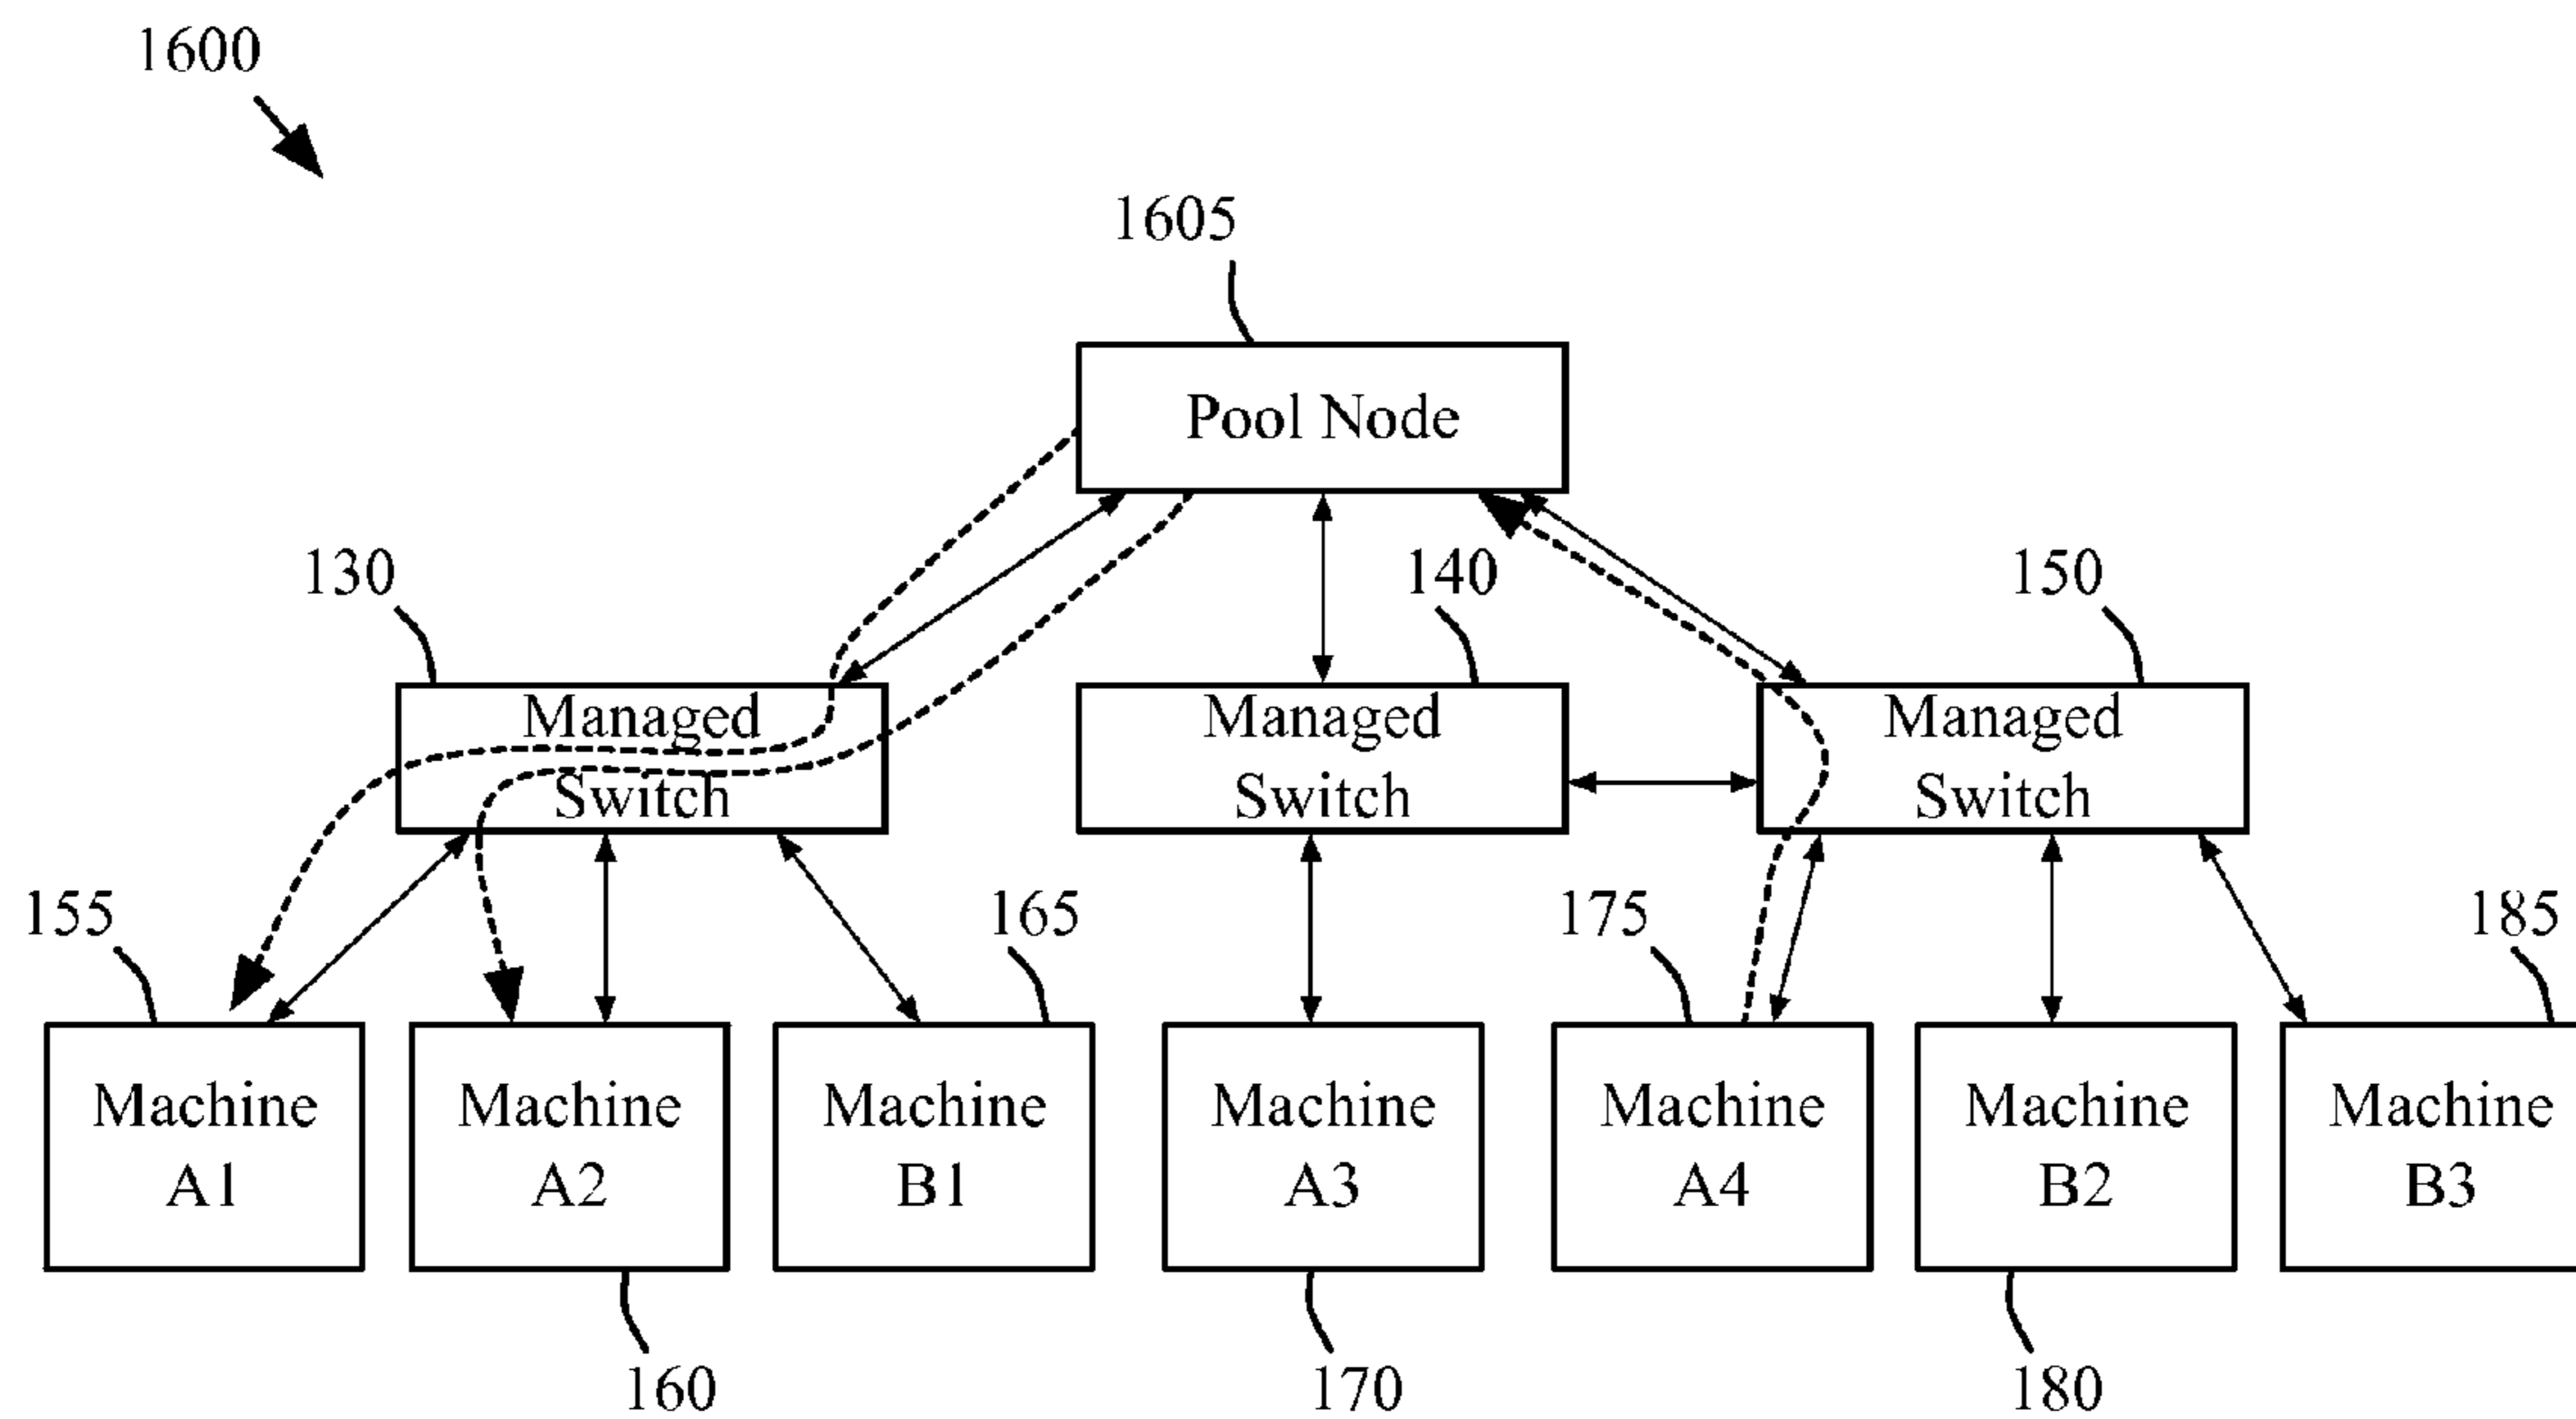 1600
1605
Pool Node
130
140
150
Managed
Switch
Managed
Switch
Managed
Switch
155
165
175
185
Machine
A1
Machine
A2
Machine
B1
Machine
A3
Machine
A4
Machine
B2
Machine
B3
160
170
180